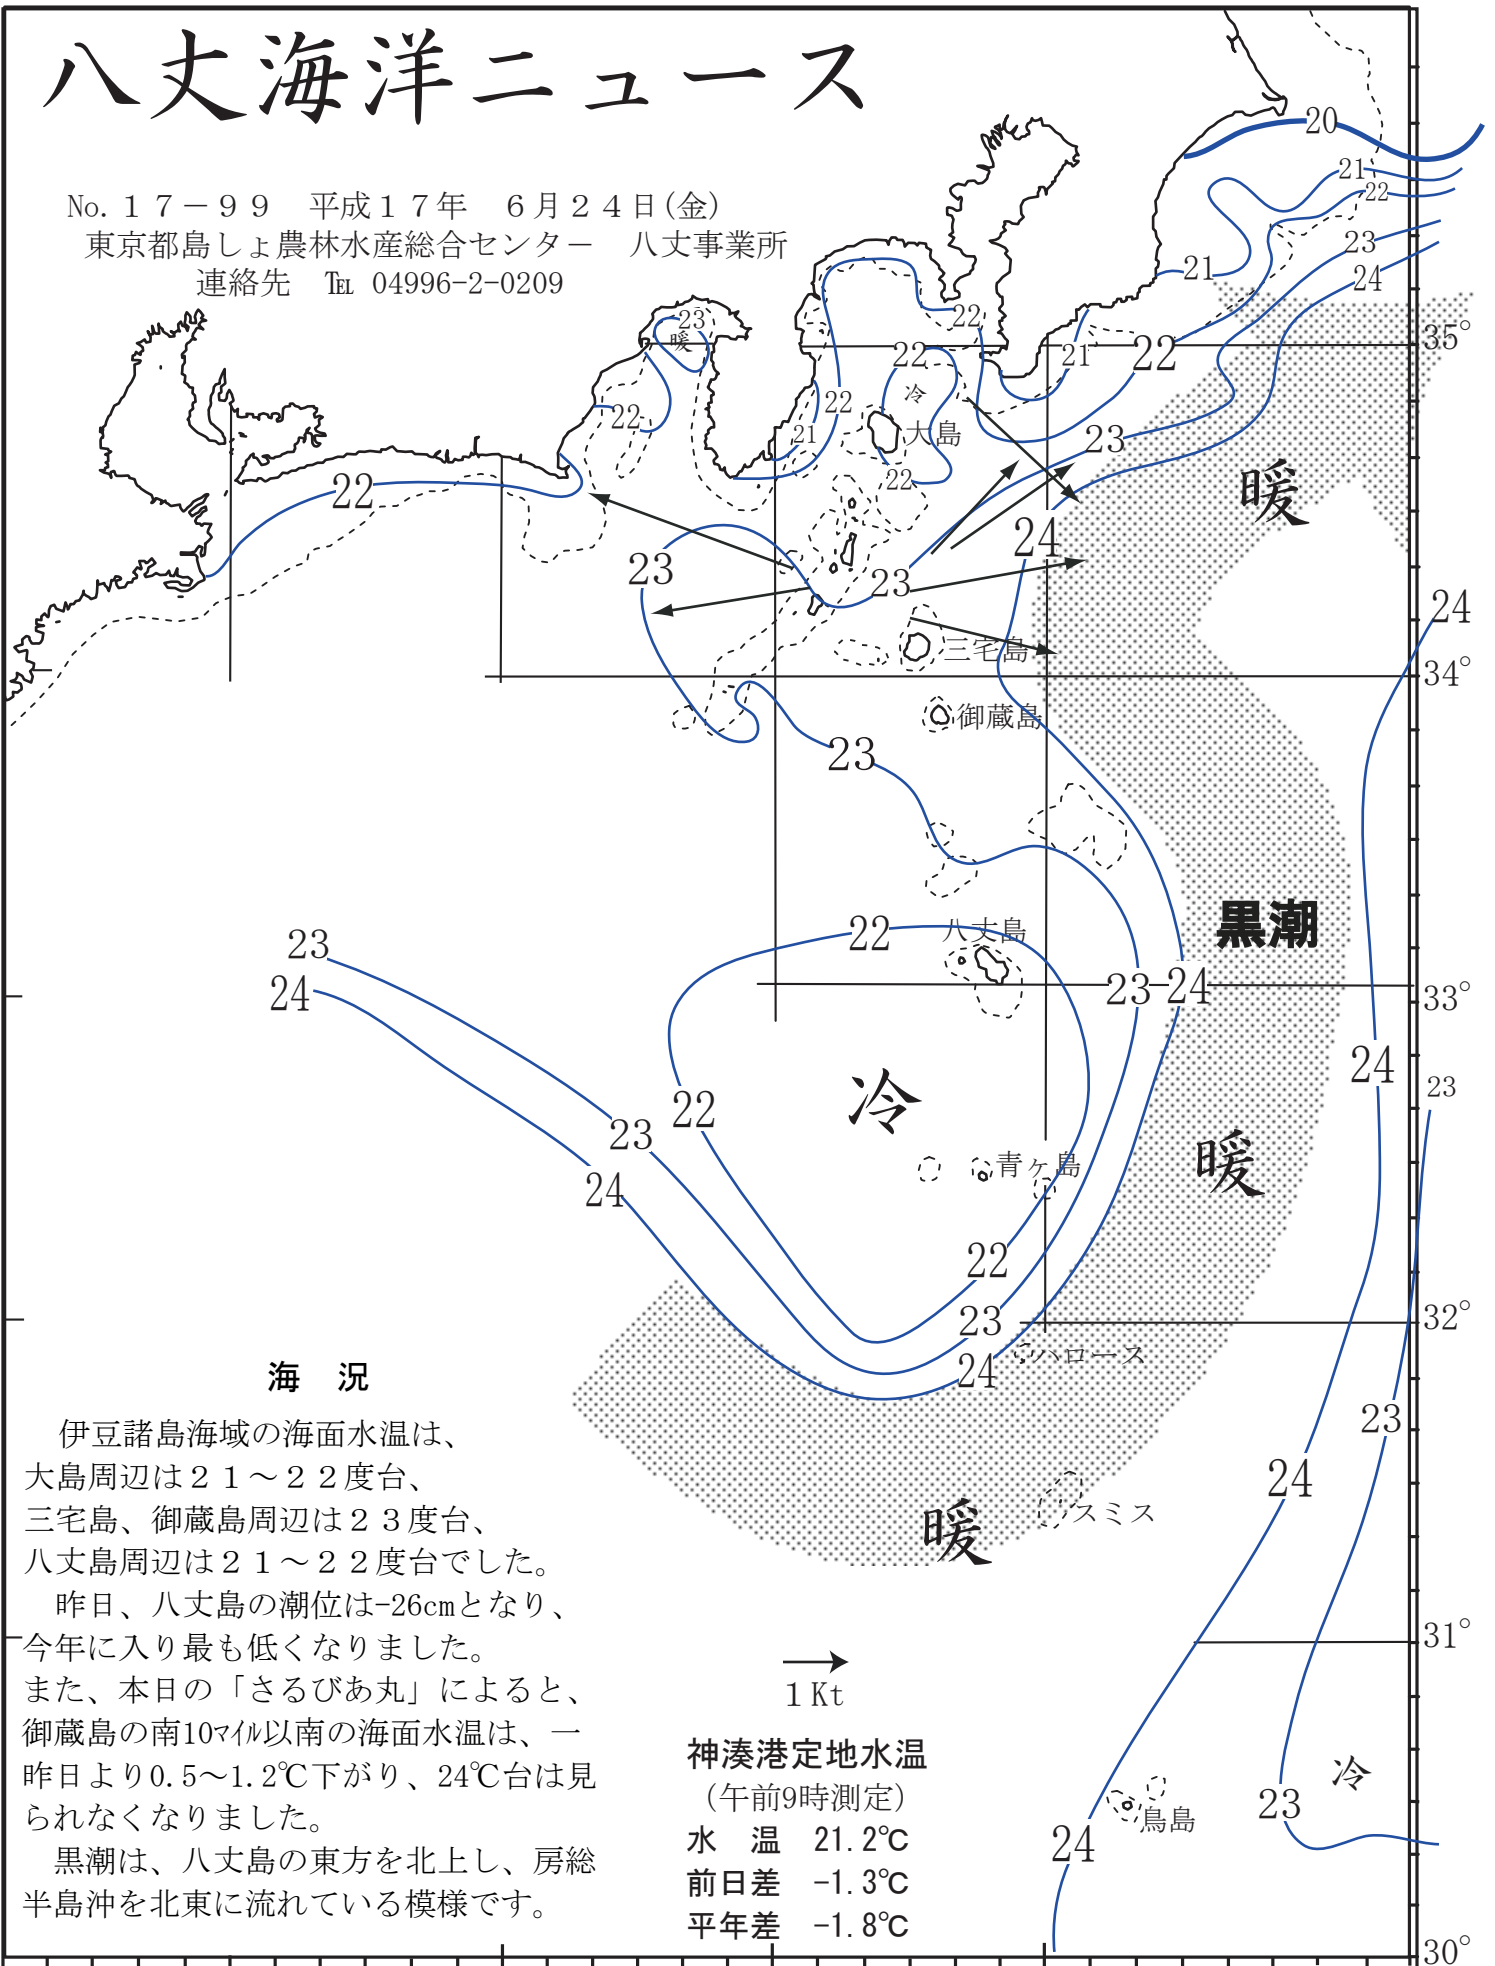 八丈海洋ニュース
No.１７－９９　平成１７年　６月２４日(金)
東京都島しょ農林水産総合センター　八丈事業所
連絡先　℡ 04996-2-0209
20
21
22
23
24
21
35°
22
21
22
22
冷
大島
22
21
22
23
暖
22
22
23
暖
24
23
23
三宅島
24
34°
御蔵島
23
黒潮
八丈島
22
23
24
33°
23
24
24
23
冷
22
23
24
暖
青ヶ島
22
23
24
32°
ハロース
23
24
暖
スミス
31°
海　況
伊豆諸島海域の海面水温は、
大島周辺は２１～２２度台、
三宅島、御蔵島周辺は２３度台、
八丈島周辺は２１～２２度台でした。
昨日、八丈島の潮位は-26cmとなり、
今年に入り最も低くなりました。
また、本日の「さるびあ丸」によると、
御蔵島の南10ﾏｲﾙ以南の海面水温は、一
昨日より0.5～1.2℃下がり、24℃台は見
られなくなりました。
黒潮は、八丈島の東方を北上し、房総
半島沖を北東に流れている模様です。
1Kt
神湊港定地水温
（午前9時測定）
水　温　21.2℃
前日差　-1.3℃
平年差　-1.8℃
冷
23
鳥島
24
30°